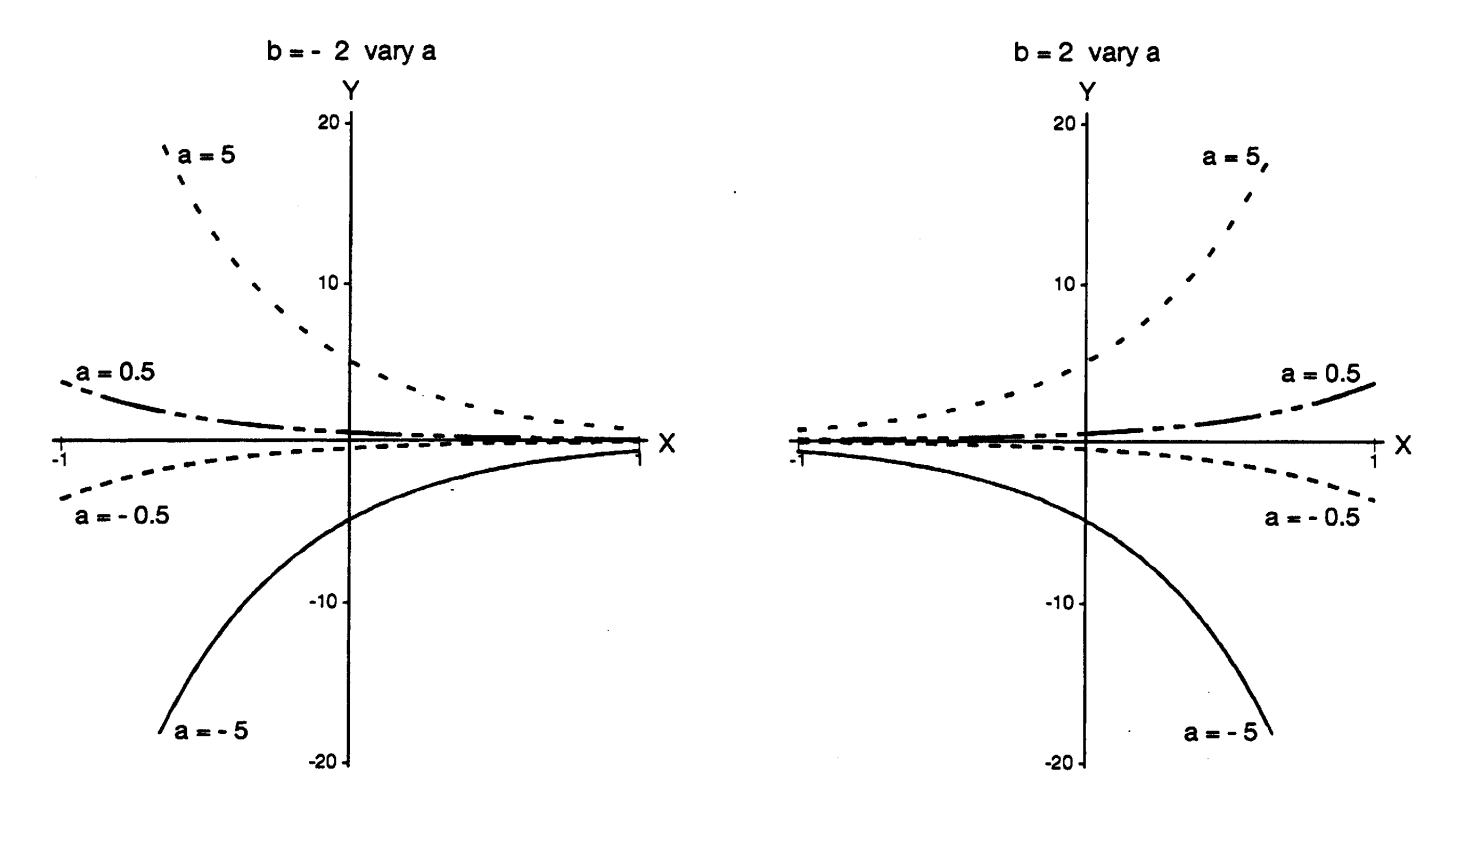 b = - 2 vary a
Y
20
a = 5
10
a = 0.5
X
-1
1
a = - 0.5
-10
a = - 5
-20
b = 2 vary a
Y
20
a = 5
10
a = 0.5
X
-1
1
a = - 0.5
-10
a = - 5
-20